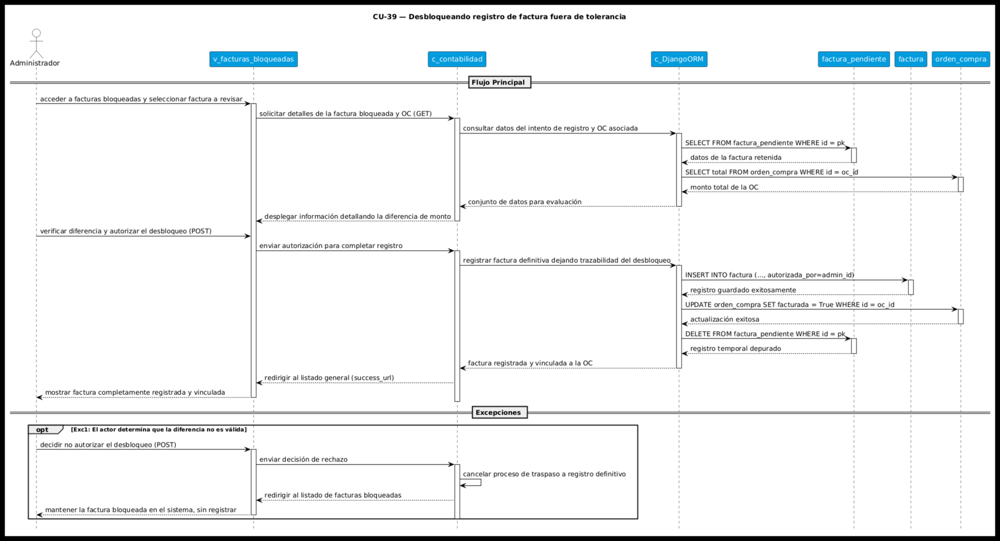 CU-39 — Desbloqueando registro de factura fuera de tolerancia
Administrador
v_facturas_bloqueadas
c_contabilidad
c_DjangoORM
factura_pendiente
factura
orden_compra
Flujo Principal
acceder a facturas bloqueadas y seleccionar factura a revisar
solicitar detalles de la factura bloqueada y OC (GET)
consultar datos del intento de registro y OC asociada
SELECT FROM factura_pendiente WHERE id = pk
datos de la factura retenida
SELECT total FROM orden_compra WHERE id = oc_id
monto total de la OC
conjunto de datos para evaluación
desplegar información detallando la diferencia de monto
verificar diferencia y autorizar el desbloqueo (POST)
enviar autorización para completar registro
registrar factura definitiva dejando trazabilidad del desbloqueo
INSERT INTO factura (..., autorizada_por=admin_id)
registro guardado exitosamente
UPDATE orden_compra SET facturada = True WHERE id = oc_id
actualización exitosa
DELETE FROM factura_pendiente WHERE id = pk
registro temporal depurado
factura registrada y vinculada a la OC
redirigir al listado general (success_url)
mostrar factura completamente registrada y vinculada
Excepciones
opt [Exc1: El actor determina que la diferencia no es válida]
decidir no autorizar el desbloqueo (POST)
enviar decisión de rechazo
cancelar proceso de traspaso a registro definitivo
redirigir al listado de facturas bloqueadas
mantener la factura bloqueada en el sistema, sin registrar